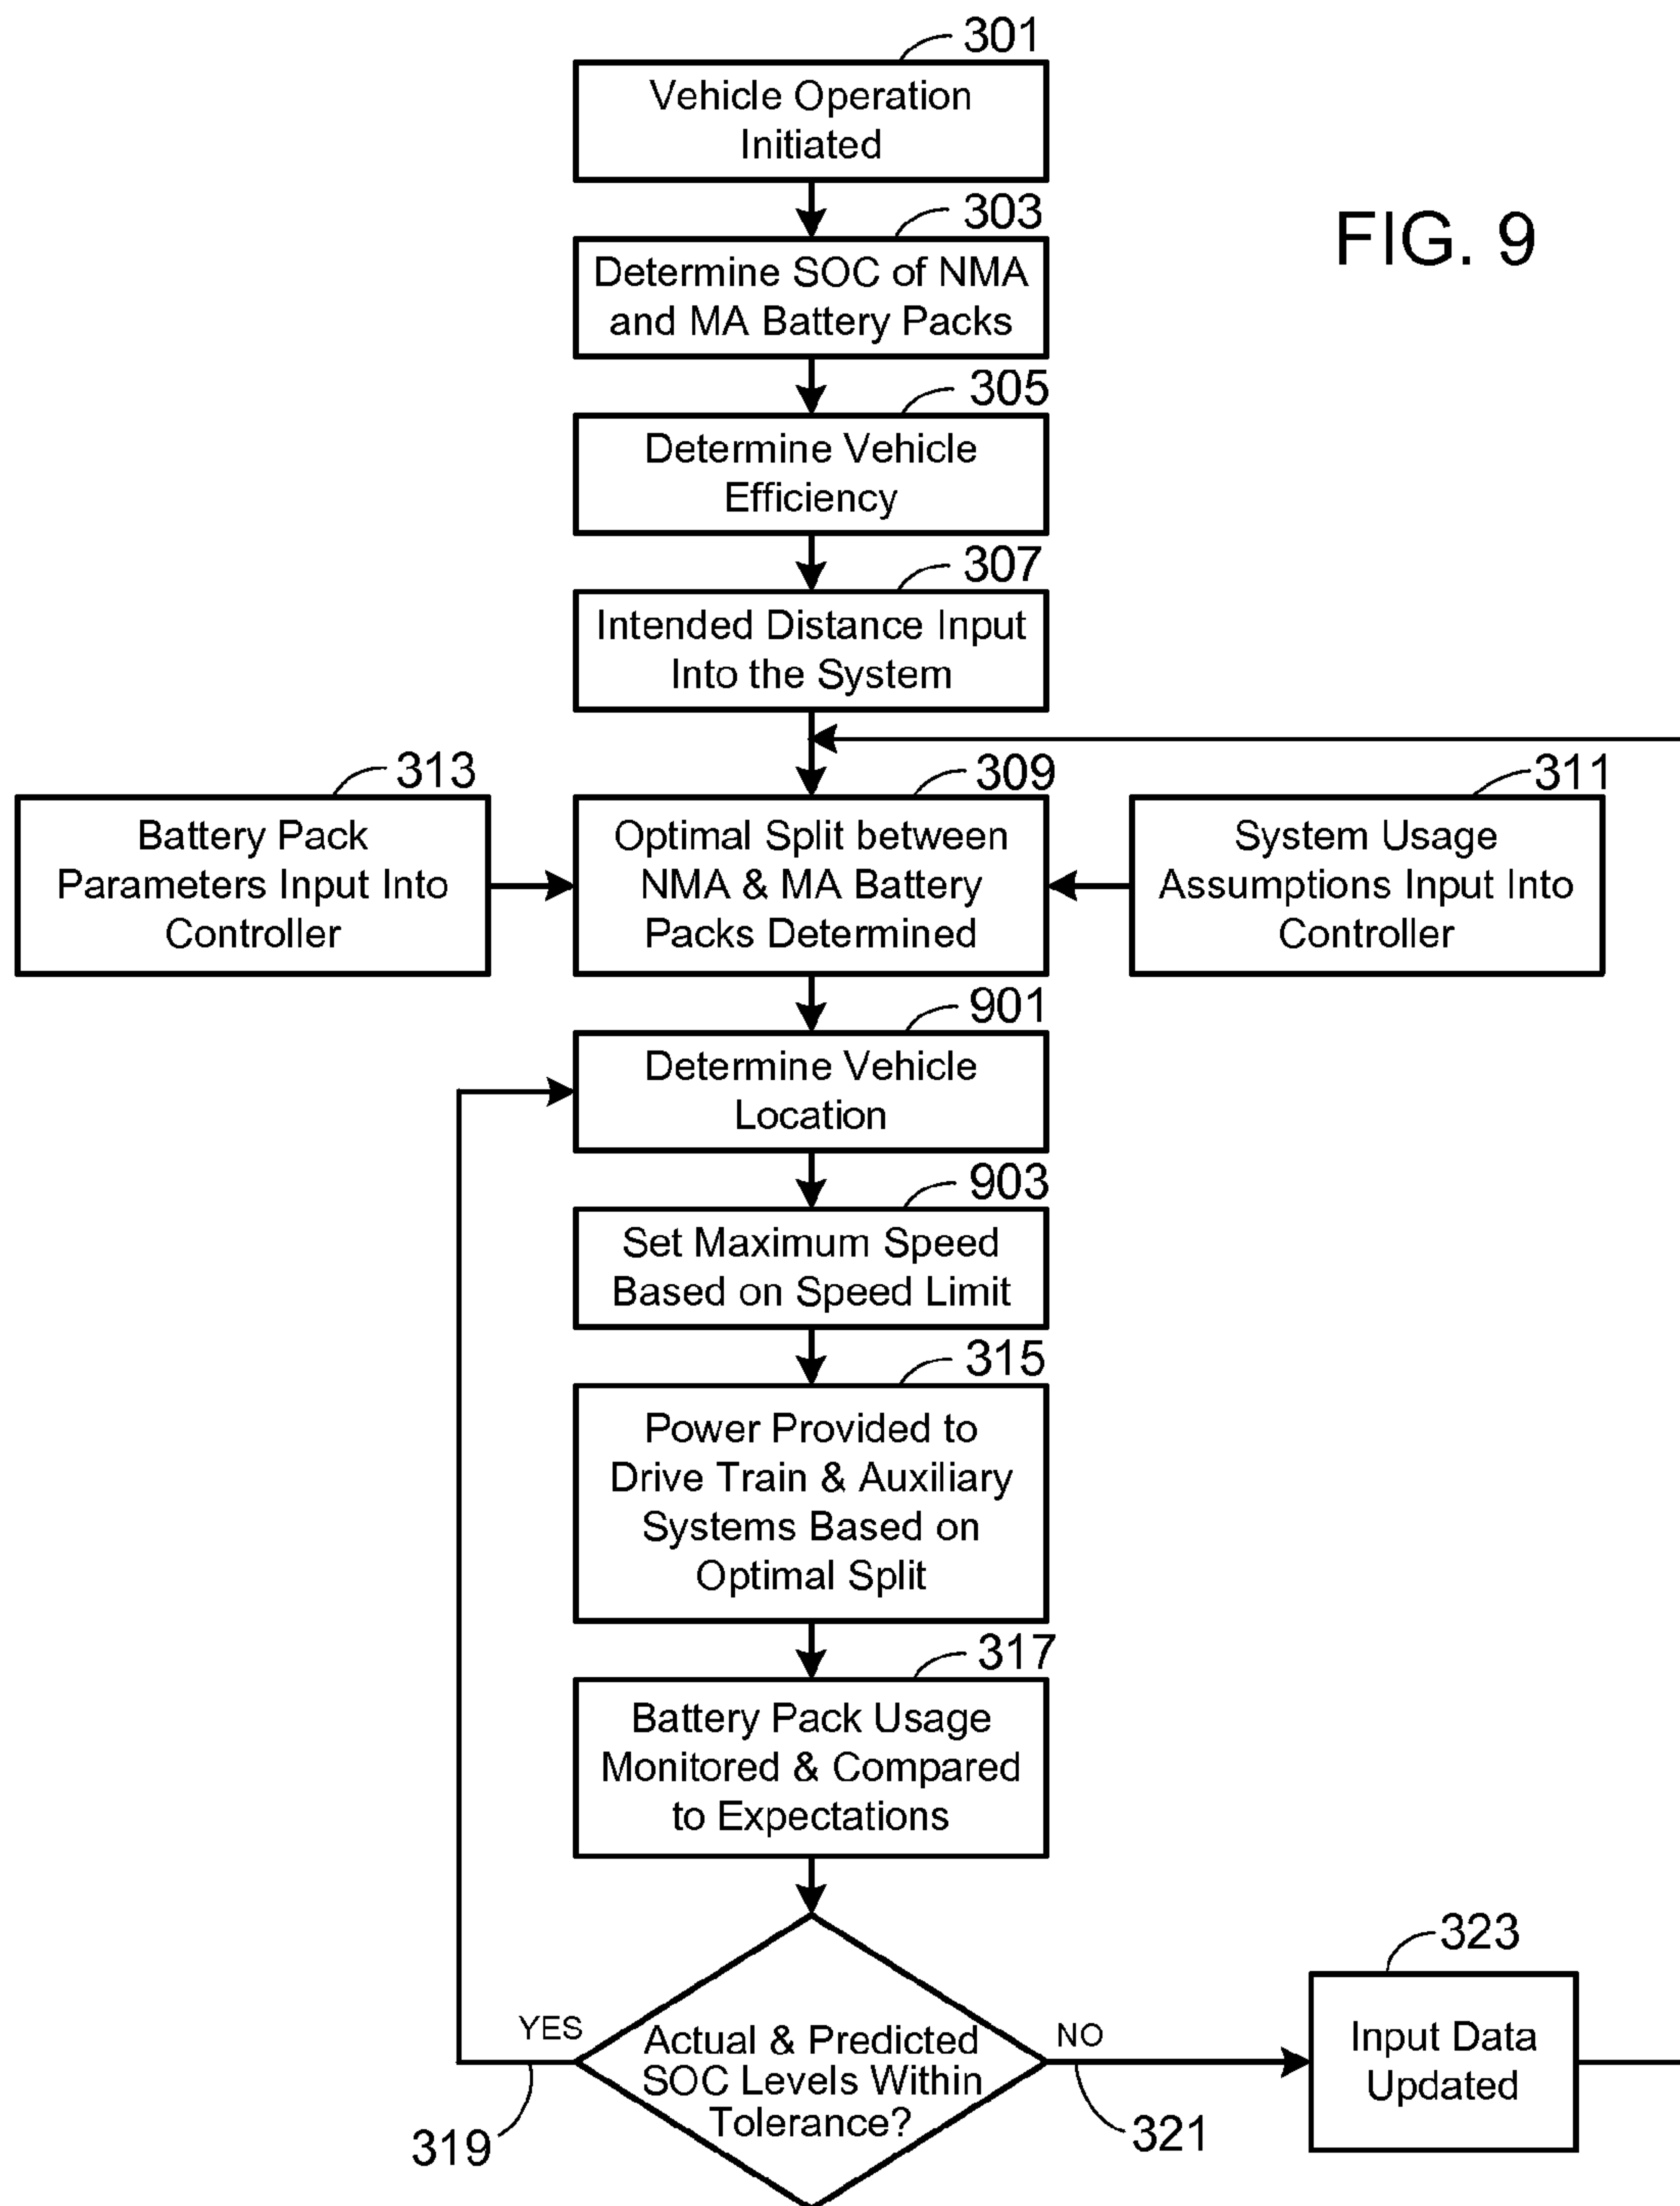 301
Vehicle Operation
Initiated
303
FIG. 9
Determine SOC of NMA
and MA Battery Packs
305
Determine Vehicle
Efficiency
307
Intended Distance Input
Into the System
313
309
311
Battery Pack
Parameters Input Into
Controller
Optimal Split between
NMA & MA Battery
Packs Determined
System Usage
Assumptions Input Into
Controller
901
Determine Vehicle
Location
903
Set Maximum Speed
Based on Speed Limit
315
Power Provided to
Drive Train & Auxiliary
Systems Based on
Optimal Split
317
Battery Pack Usage
Monitored & Compared
to Expectations
323
YES
Actual & Predicted
SOC Levels Within
Tolerance?
NO
Input Data
Updated
319
321